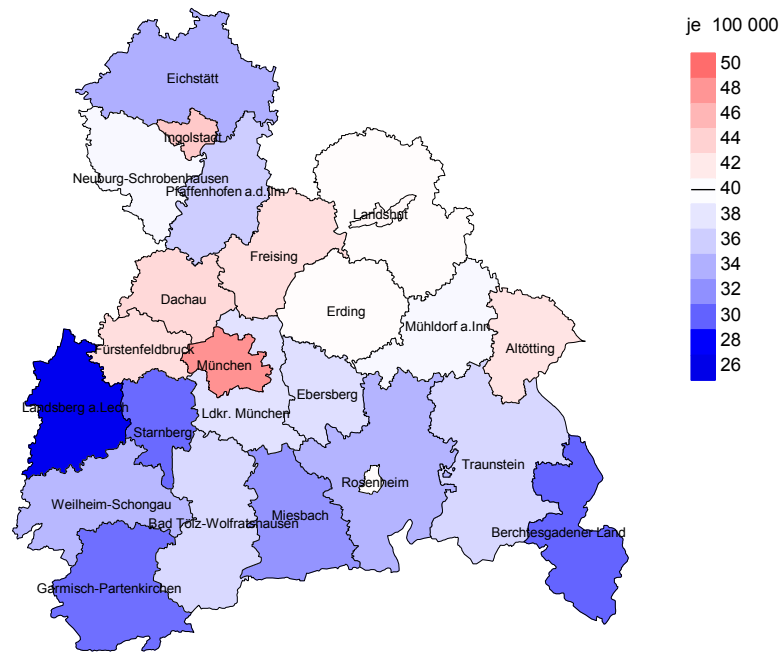 je 100 000
50
48
46
44
42
40
38
36
34
32
30
28
26
Eichstätt
Ingolstadt
Neuburg-Schrobenhausen
Pfaffenhofen a.d.Ilm
Landshut
Freising
Dachau
Erding
Mühldorf a.Inn
Altötting
Fürstenfeldbruck
München
Ebersberg
Landsberg a.Lech
Ldkr. München
Starnberg
Traunstein
Rosenheim
Weilheim-Schongau
Miesbach
Bad Tölz-Wolfratshausen
Berchtesgadener Land
Garmisch-Partenkirchen